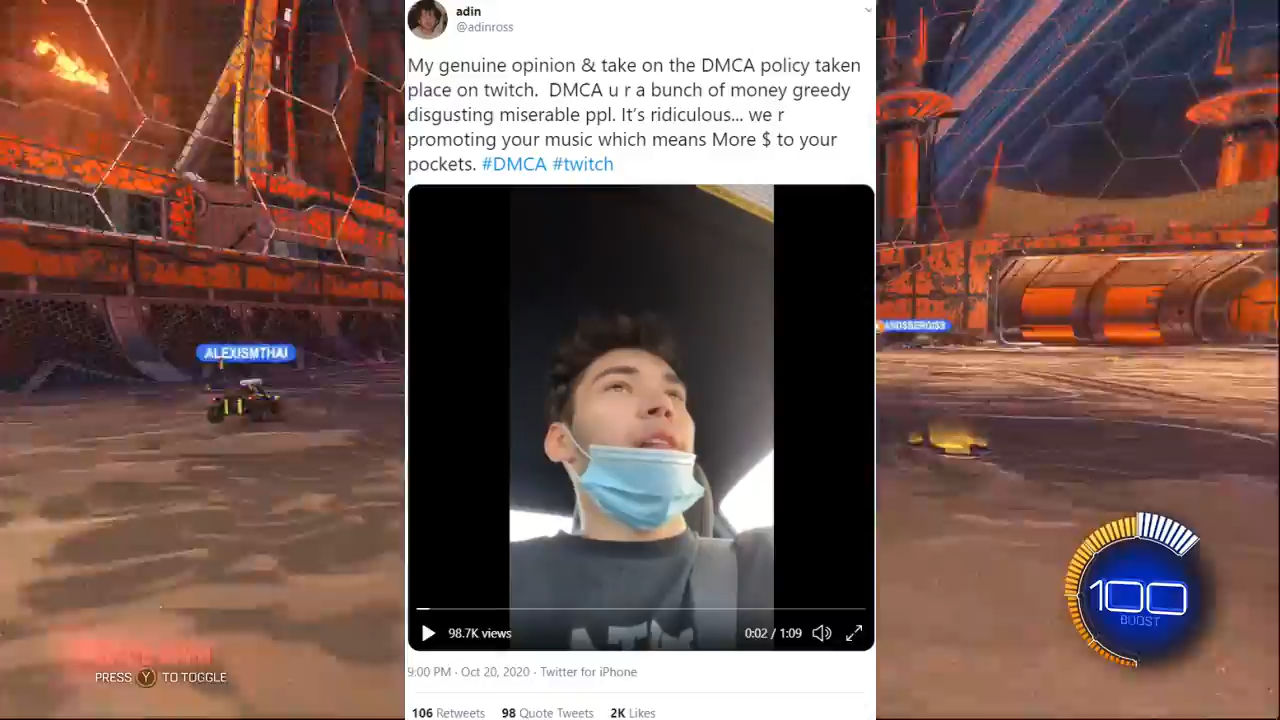 adin
@adinross
My genuine opinion & take on the DMCA policy taken
place on twitch.  DMCA u r a bunch of money greedy
disgusting miserable ppl. It’s ridiculous... we r
promoting your music which means More $ to your
pockets. #DMCA #twitch
ALEXISMTHAI
98.7K views
0:02 / 1:09
100
BOOST
PRESS Y TO TOGGLE
9:00 PM · Oct 20, 2020 · Twitter for iPhone
106 Retweets 98 Quote Tweets 2K Likes